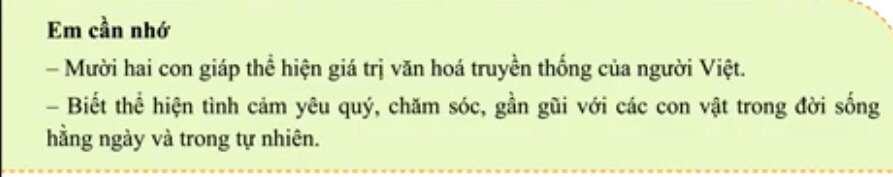 Em cần nhớ
– Mười hai con giáp thể hiện giá trị văn hoá truyền thống của người Việt.
– Biết thể hiện tình cảm yêu quý, chăm sóc, gần gũi với các con vật trong đời sống
hằng ngày và trong tự nhiên.